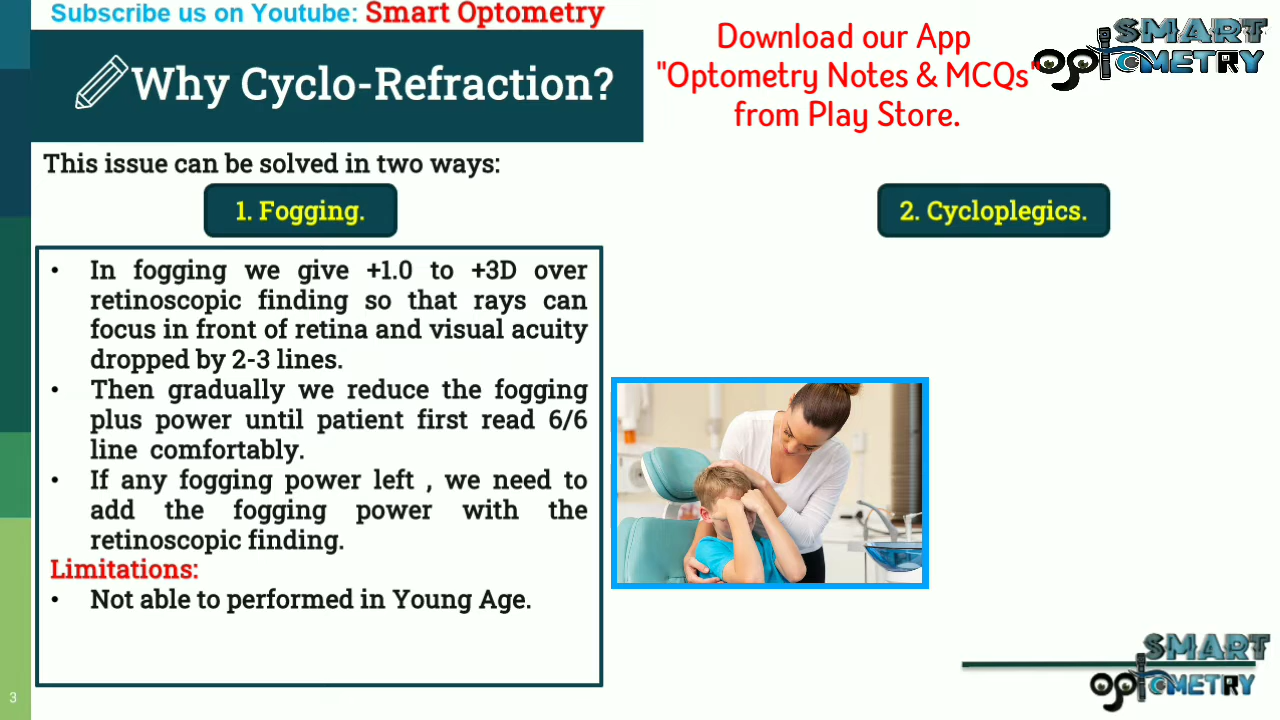 Subscribe us on Youtube: Smart Optometry
Why Cyclo-Refraction?
Download our App
"Optometry Notes & MCQs"
from Play Store.
SMART
OPTOMETRY
This issue can be solved in two ways:
1. Fogging.
2. Cycloplegics.
• In fogging we give +1.0 to +3D over
retinoscopic finding so that rays can
focus in front of retina and visual acuity
dropped by 2-3 lines.
• Then gradually we reduce the fogging
plus power until patient first read 6/6
line comfortably.
• If any fogging power left , we need to
add the fogging power with the
retinoscopic finding.
Limitations:
• Not able to performed in Young Age.
SMART
OPTOMETRY
3